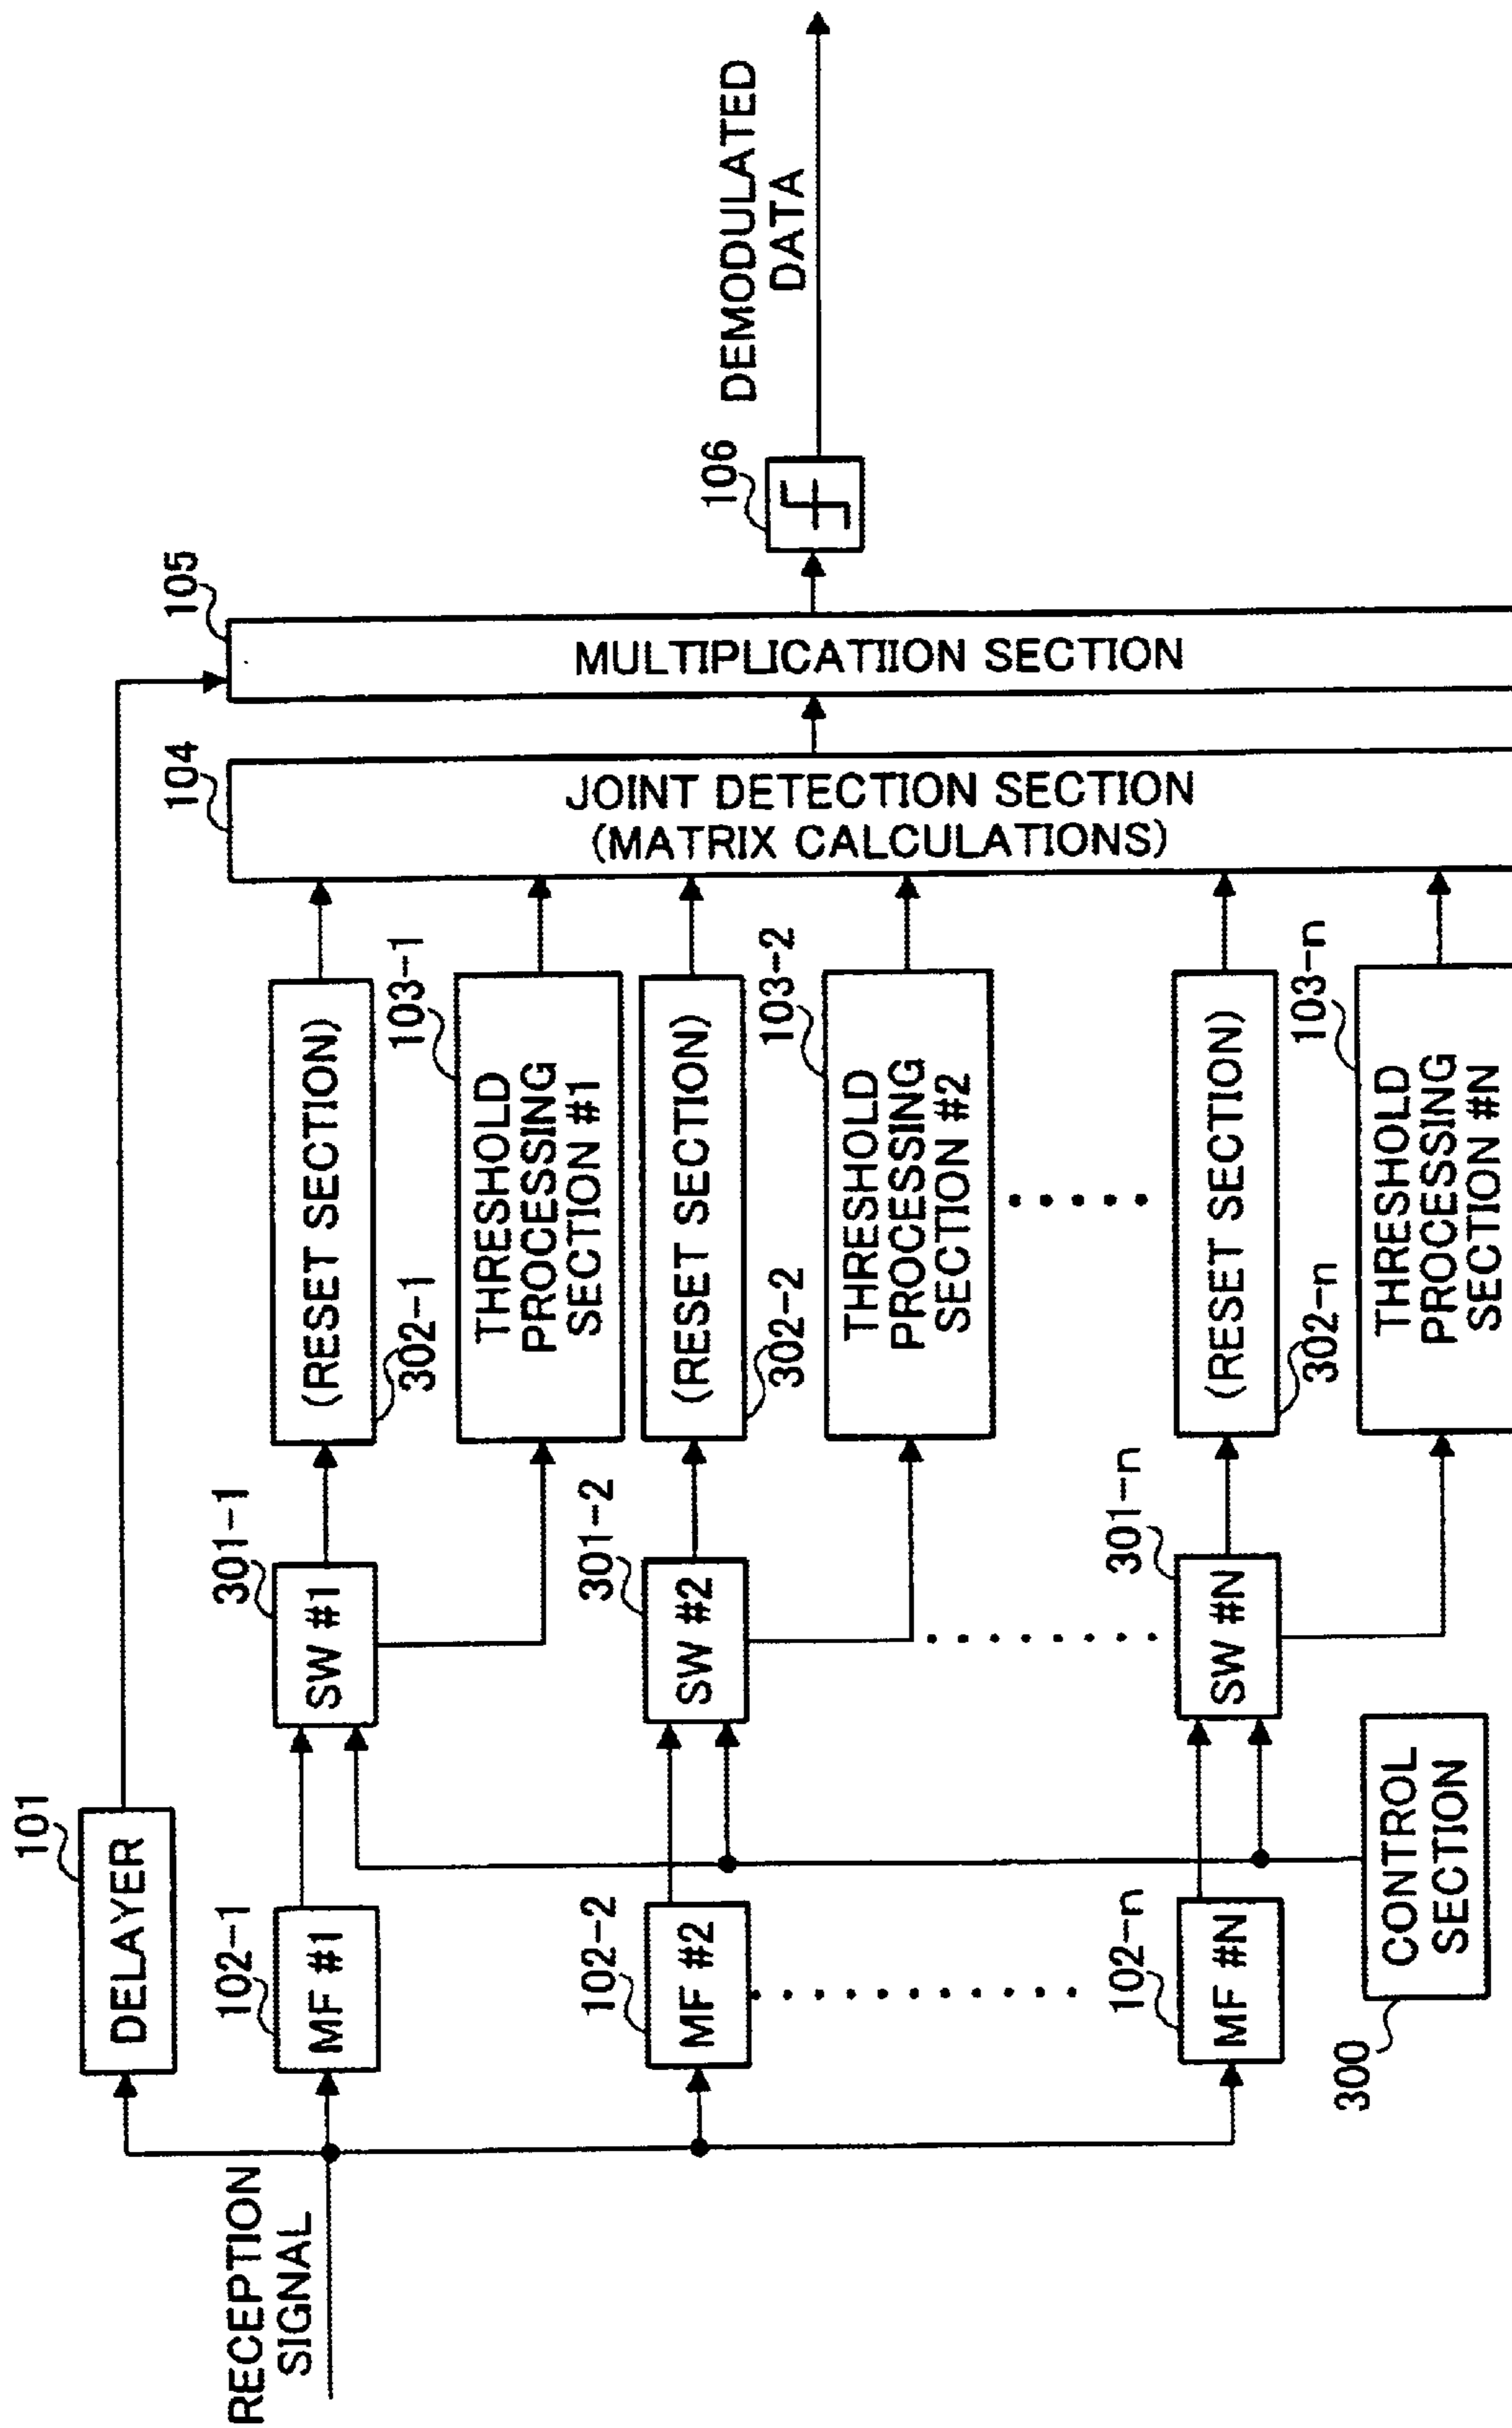 RECEPTION
SIGNAL
101
DELAYER
102-1
MF #1
102-2
MF #2
102-n
MF #N
300
CONTROL
SECTION
301-1
SW #1
301-2
SW #2
301-n
SW #N
302-1
(RESET SECTION)
103-1
THRESHOLD
PROCESSING
SECTION #1
302-2
(RESET SECTION)
103-2
THRESHOLD
PROCESSING
SECTION #2
302-n
(RESET SECTION)
103-n
THRESHOLD
PROCESSING
SECTION #N
104
JOINT DETECTION SECTION
(MATRIX CALCULATIONS)
105
MULTIPLICATIION SECTION
106
DEMODULATED
DATA